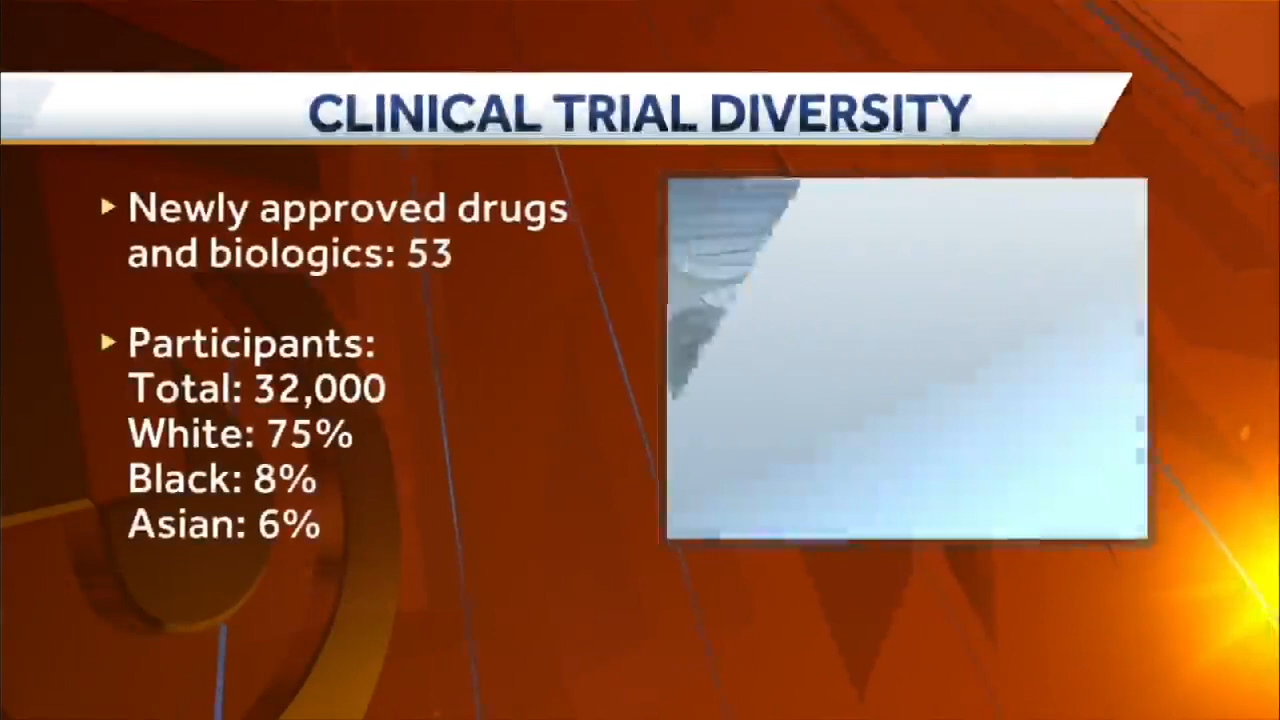 CLINICAL TRIAL DIVERSITY
Newly approved drugs
and biologics: 53
Participants:
Total: 32,000
White: 75%
Black: 8%
Asian: 6%